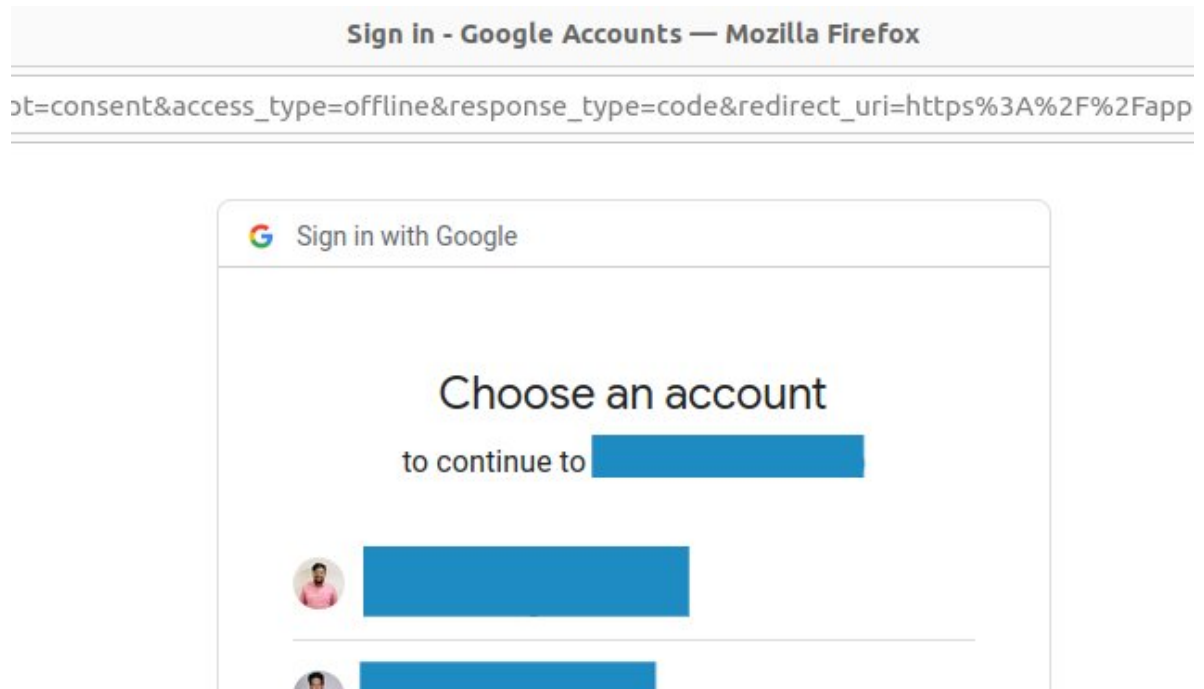 Sign in - Google Accounts — Mozilla Firefox
ot=consent&access_type=offline&response_type=code&redirect_uri=https%3A%2F%2Fapp
Sign in with Google
Choose an account
to continue to